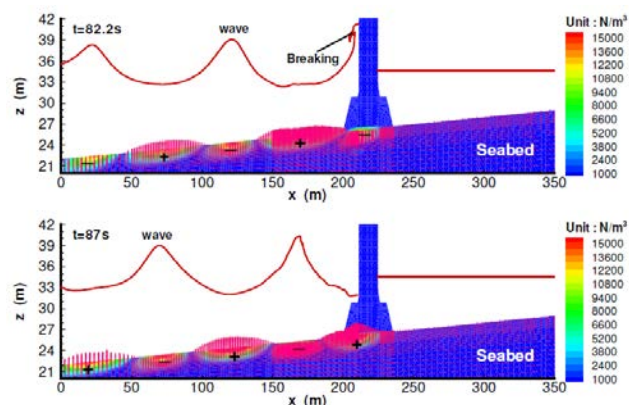 t=82.2s
wave
Breaking
Unit : N/m³
z (m)
42
39
36
33
30
27
24
21
15000
13600
12200
10800
9400
8000
6600
5200
3800
2400
1000
+
+
Seabed
0 50 100 150 200 250 300 350
x (m)
t=87s
wave
Unit : N/m³
z (m)
42
39
36
33
30
27
24
21
15000
13600
12200
10800
9400
8000
6600
5200
3800
2400
1000
+
+
+
Seabed
0 50 100 150 200 250 300 350
x (m)